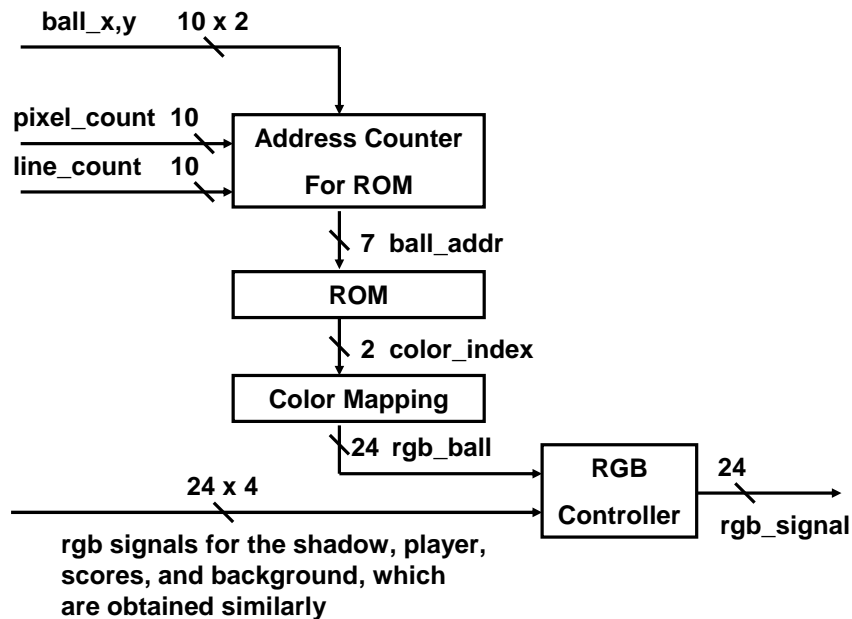 ball_x,y 10 x 2
pixel_count 10
line_count 10
Address Counter
For ROM
7 ball_addr
ROM
2 color_index
Color Mapping
24 rgb_ball
24 x 4
RGB
Controller
24
rgb_signal
rgb signals for the shadow, player,
scores, and background, which
are obtained similarly